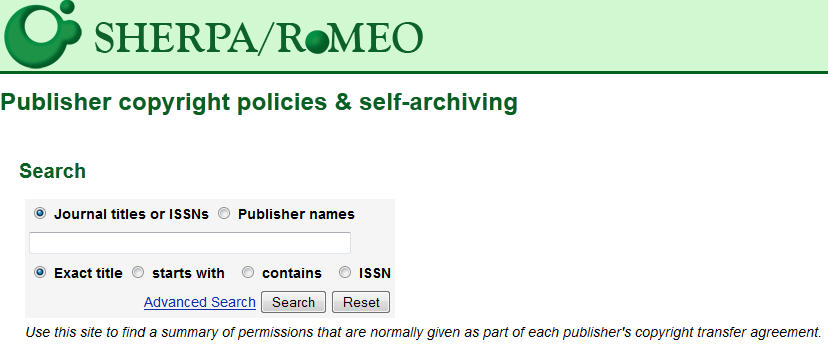 SHERPA/RoMEO
Publisher copyright policies & self-archiving
Search
Journal titles or ISSNs Publisher names
Exact title starts with contains ISSN
Advanced Search Search Reset
Use this site to find a summary of permissions that are normally given as part of each publisher's copyright transfer agreement.